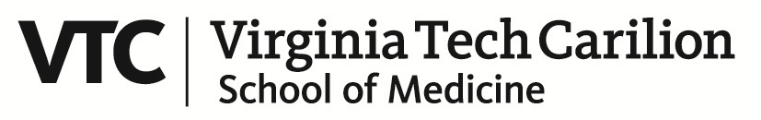 VTC
Virginia Tech Carilion
School of Medicine